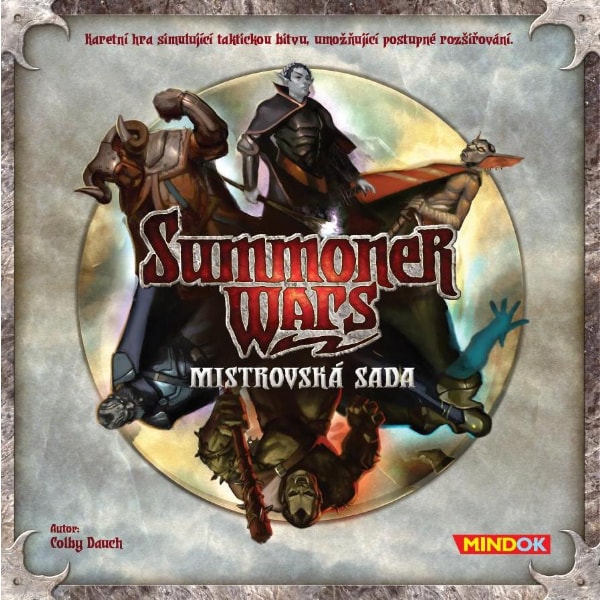 Karetní hra simulující taktickou bitvu, umožňující postupné rozšiřování.
SUMMONER
WARS
MISTROVSKÁ SADA
Autor:
Colby Dauch
MINDOK